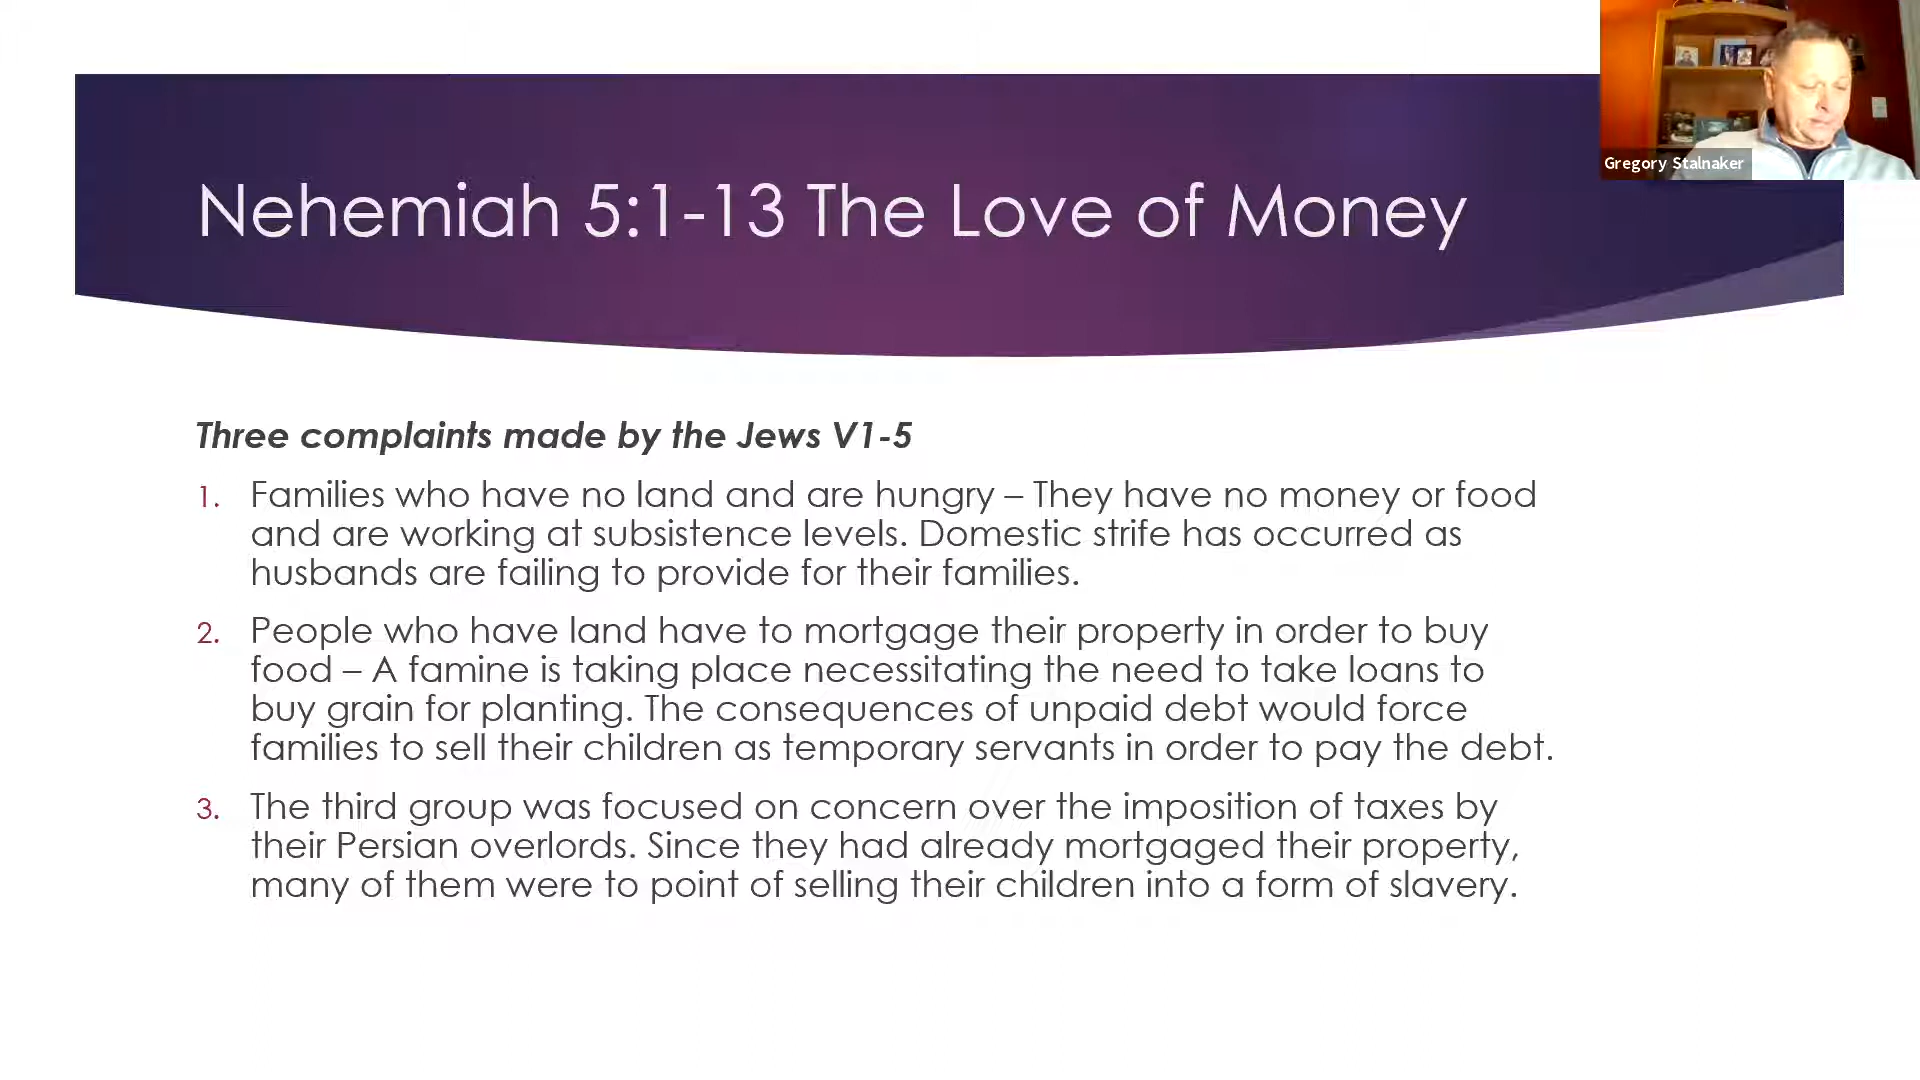 Gregory Stalnaker
Nehemiah 5:1-13 The Love of Money
Three complaints made by the Jews V1-5
1. Families who have no land and are hungry – They have no money or food
and are working at subsistence levels. Domestic strife has occurred as
husbands are failing to provide for their families.
2. People who have land have to mortgage their property in order to buy
food – A famine is taking place necessitating the need to take loans to
buy grain for planting. The consequences of unpaid debt would force
families to sell their children as temporary servants in order to pay the debt.
3. The third group was focused on concern over the imposition of taxes by
their Persian overlords. Since they had already mortgaged their property,
many of them were to point of selling their children into a form of slavery.